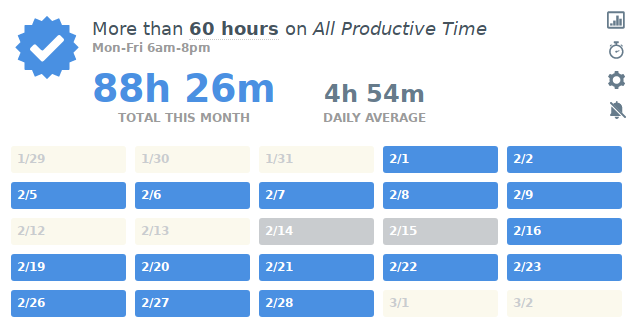 More than 60 hours on All Productive Time
Mon-Fri 6am-8pm
88h 26m 4h 54m
TOTAL THIS MONTH DAILY AVERAGE
1/29 1/30 1/31 2/1 2/2
2/5 2/6 2/7 2/8 2/9
2/12 2/13 2/14 2/15 2/16
2/19 2/20 2/21 2/22 2/23
2/26 2/27 2/28 3/1 3/2